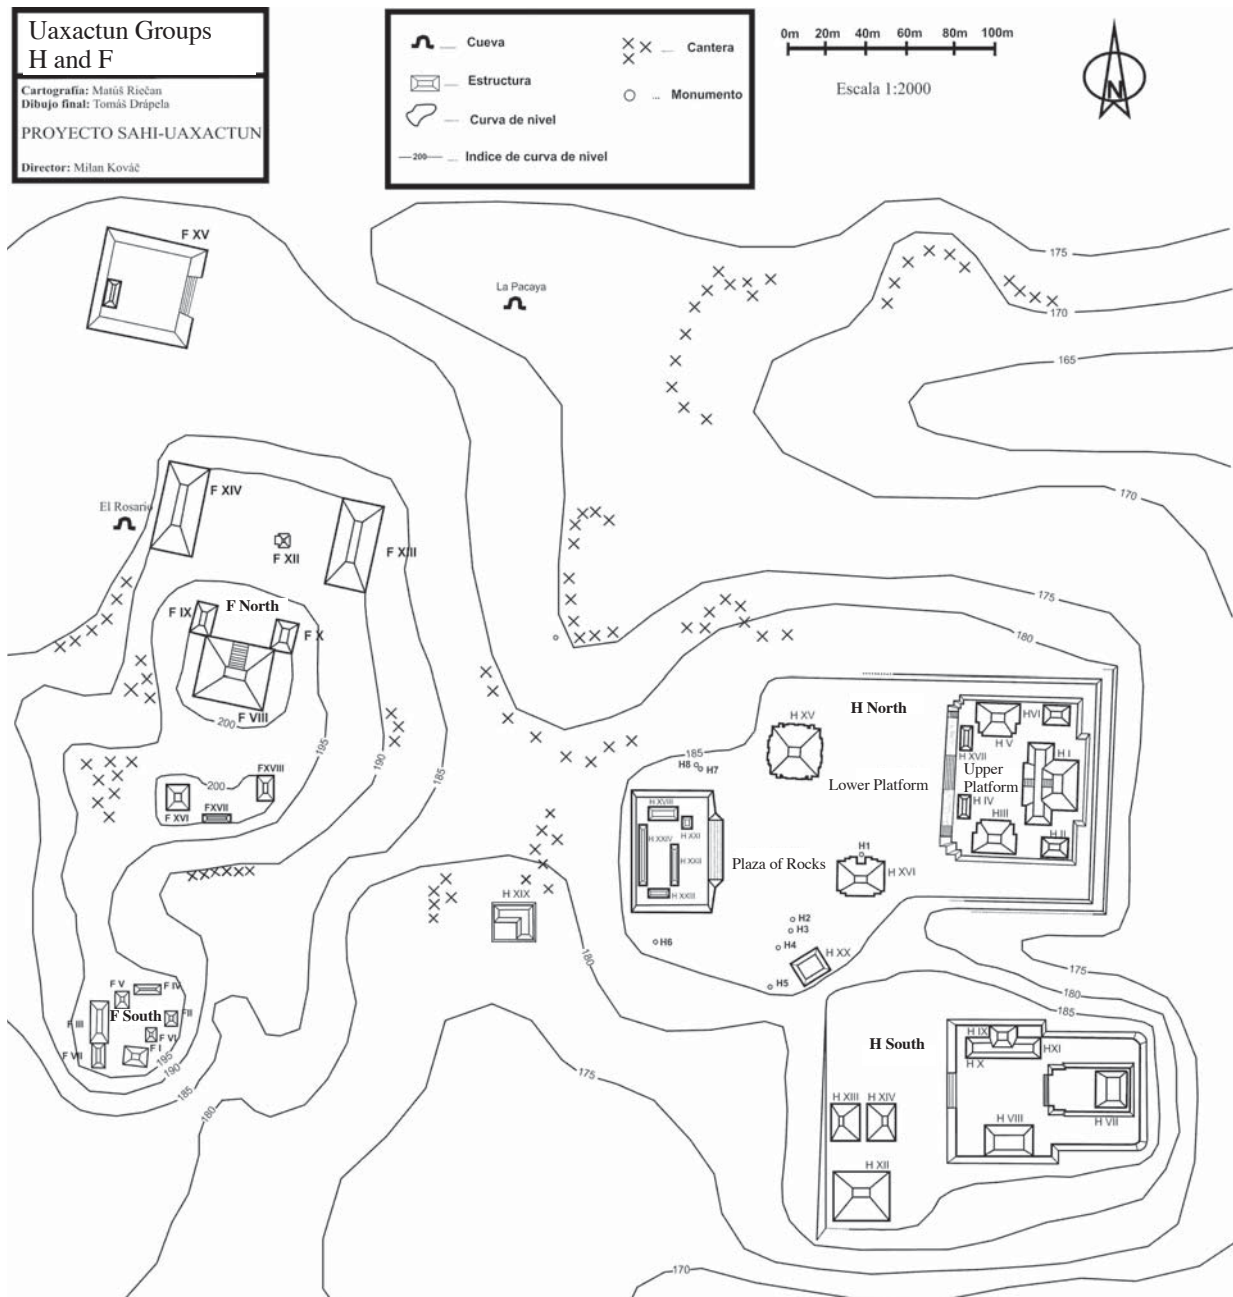 Uaxactun Groups
H and F
Cartografía: Matúš Riečan
Dibujo final: Tomáš Drápela
PROYECTO SAHI-UAXACTUN
Director: Milan Kováč
Cueva
Estructura
Curva de nivel
200
Indice de curva de nivel
Cantera
Monumento
0m 20m 40m 60m 80m 100m
Escala 1:2000
N
F XV
175
La Pacaya
170
165
170
El Rosario
F XIV
F XII
F XIII
F IX
F North
F X
F VIII
200
195
190
185
175
180
H North
H XV
HVI
H V
H XVII
H I
Upper
Platform
Lower Platform
H IV
HIII
H II
185
H8
H7
200
FXVIII
F XVI
FXVII
H XVIII
H XXI
H XXIV
H XXII
H XXIII
Plaza of Rocks
H1
H XVI
H XIX
H2
H3
H4
H6
H XX
H5
180
175
180
185
F V
F IV
F III
F South
F II
F VI
F I
F VII
195
190
185
180
175
H South
H IX
HXI
H X
H XIII
H XIV
H VIII
H VII
H XII
170